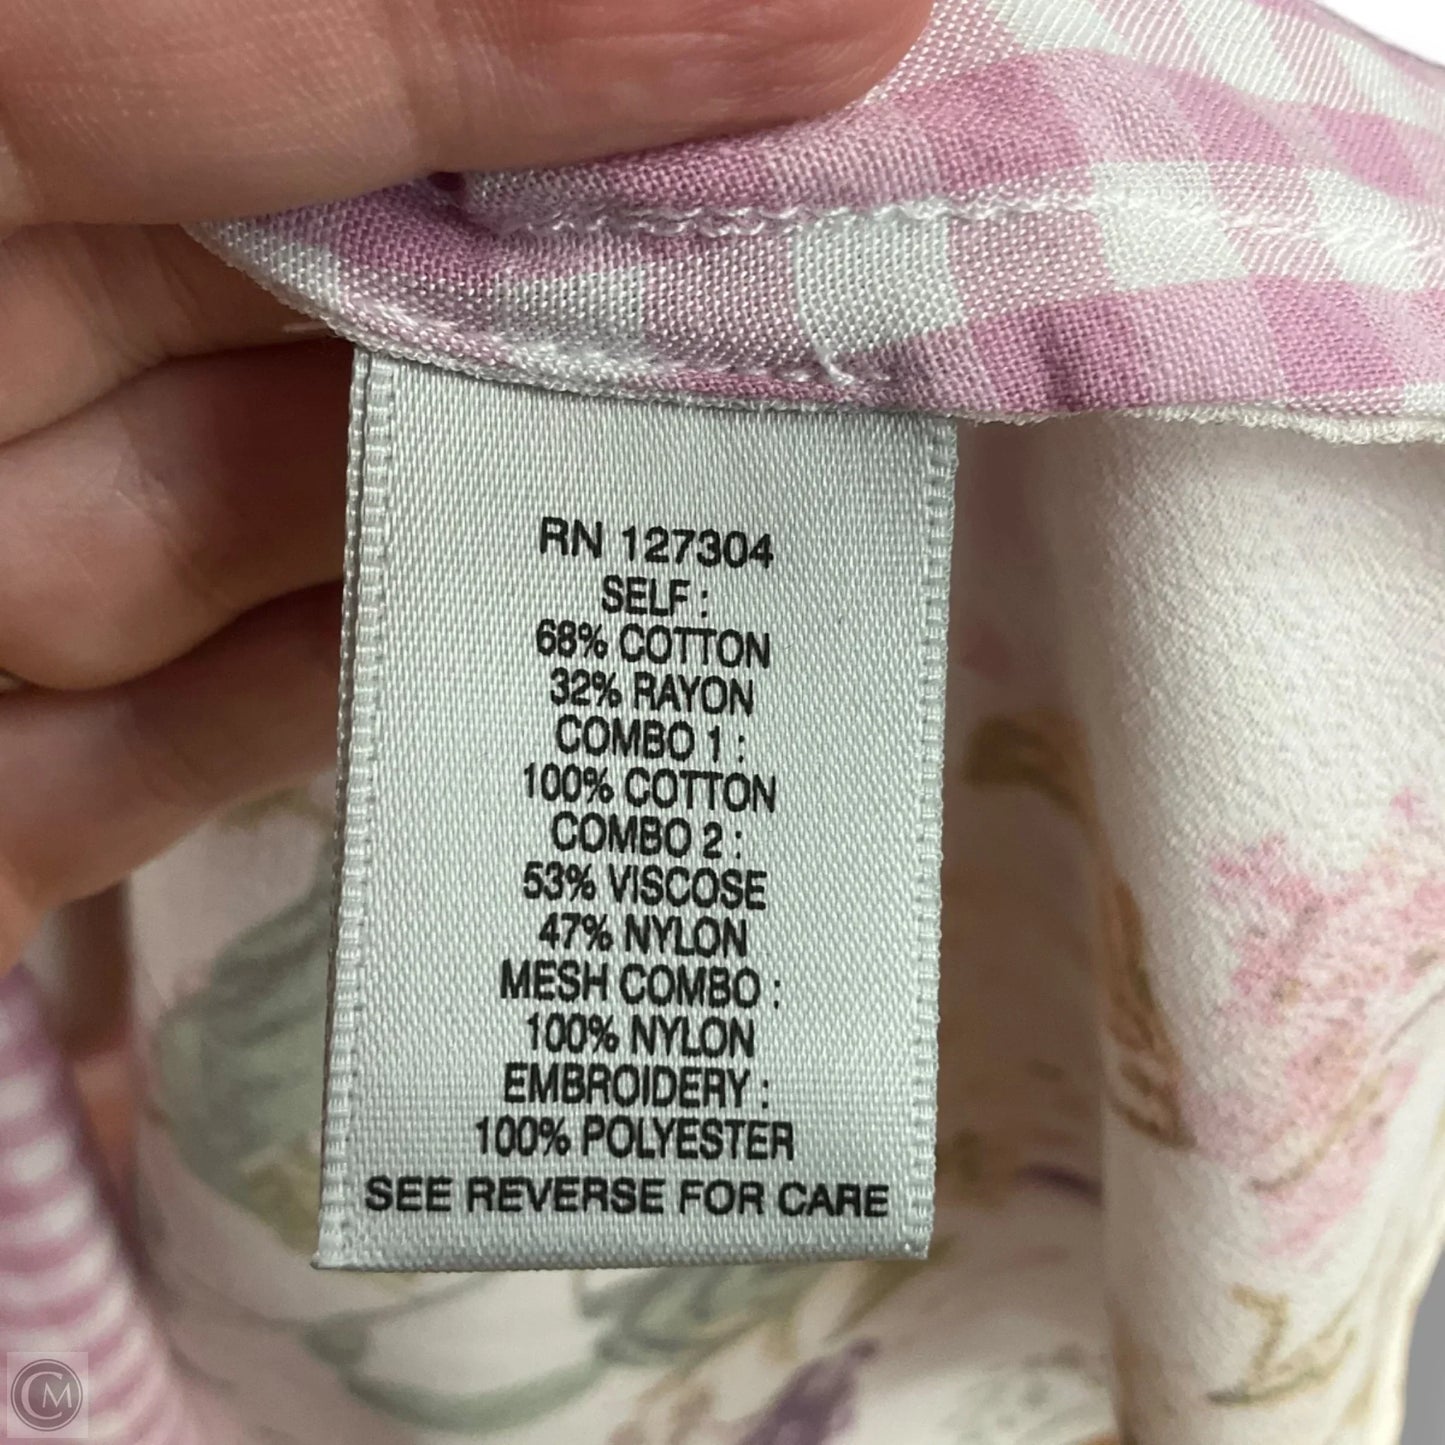 RN 127304
SELF :
68% COTTON
32% RAYON
COMBO 1 :
100% COTTON
COMBO 2 :
53% VISCOSE
47% NYLON
MESH COMBO :
100% NYLON
EMBROIDERY :
100% POLYESTER
SEE REVERSE FOR CARE
CM